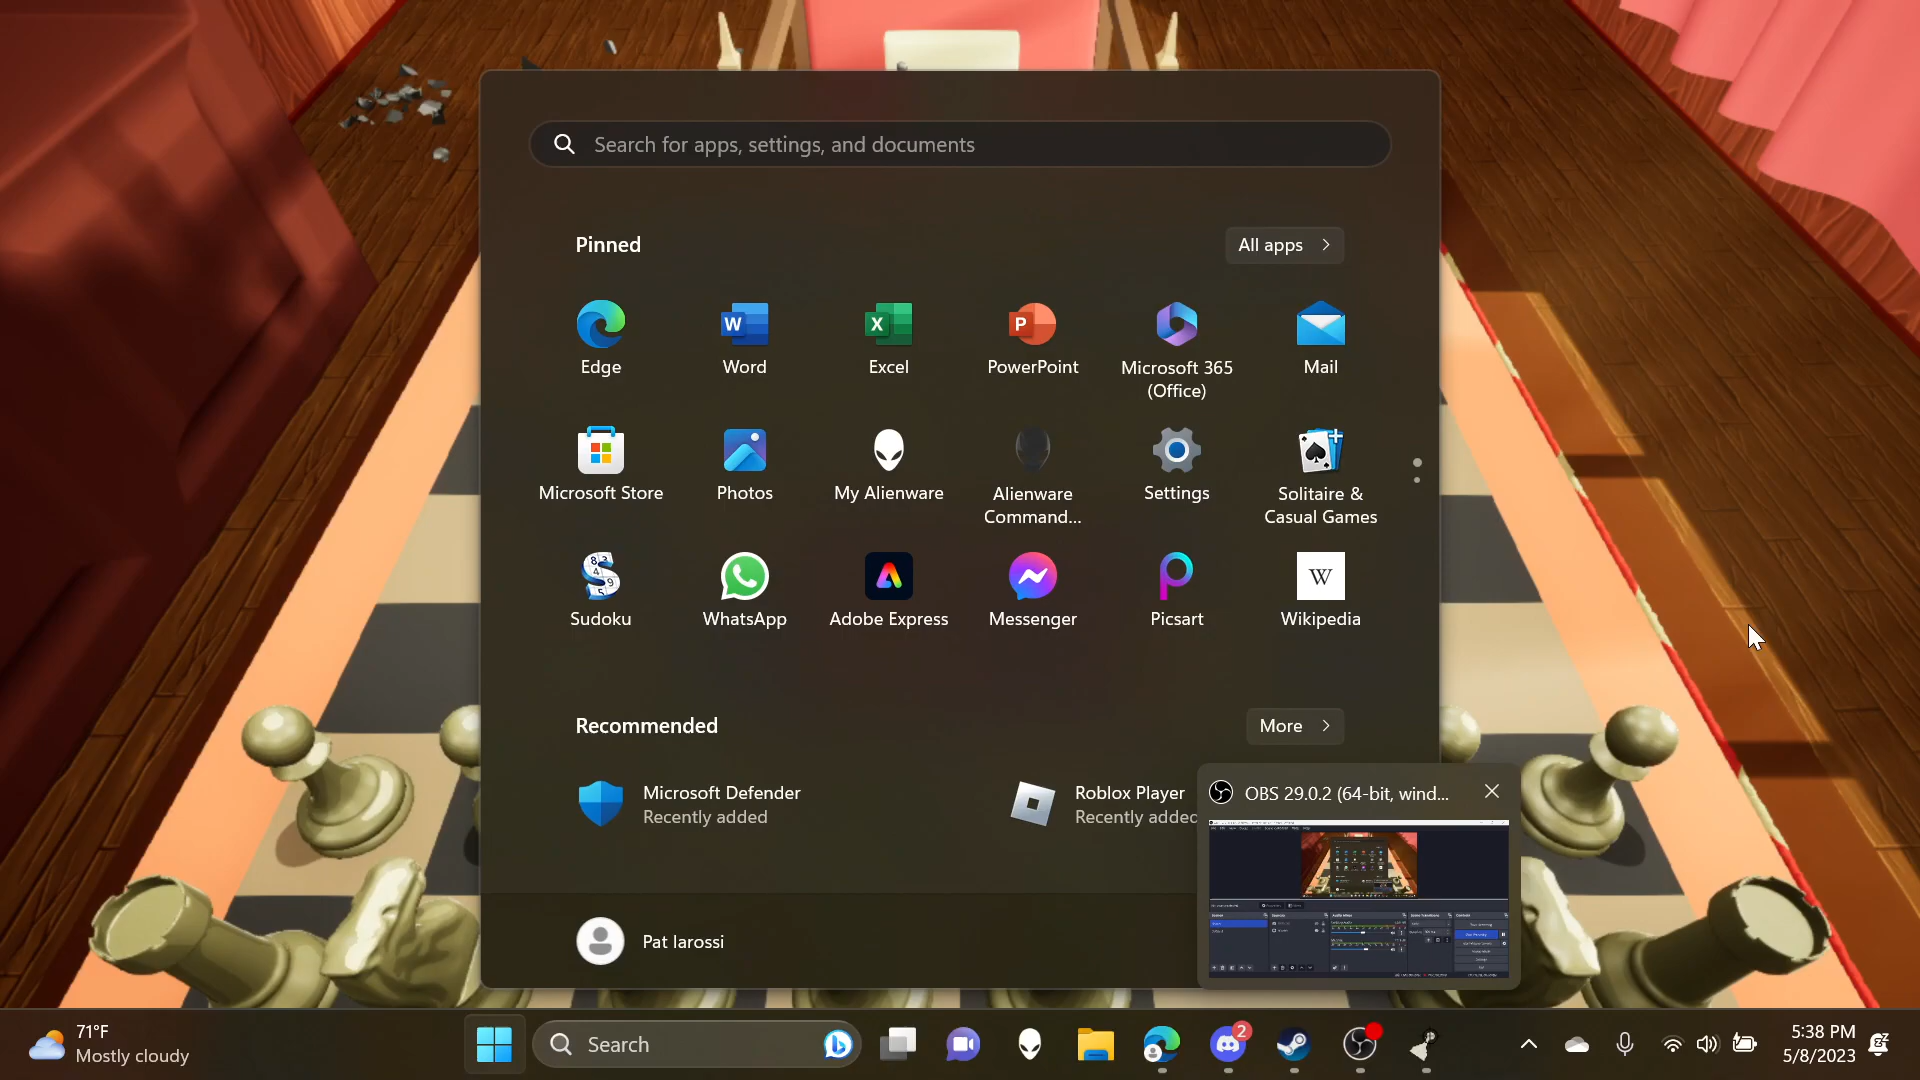 Search for apps, settings, and documents
Pinned
All apps
Edge
Word
Excel
PowerPoint
Microsoft 365
(Office)
Mail
Microsoft Store
Photos
My Alienware
Alienware
Command...
Settings
Solitaire &
Casual Games
Sudoku
WhatsApp
Adobe Express
Messenger
Picsart
Wikipedia
Recommended
More
Microsoft Defender
Recently added
Roblox Player
Recently added
OBS 29.0.2 (64-bit, wind...
Pat Iarossi
71°F
Mostly cloudy
Search
2
5:38 PM
5/8/2023